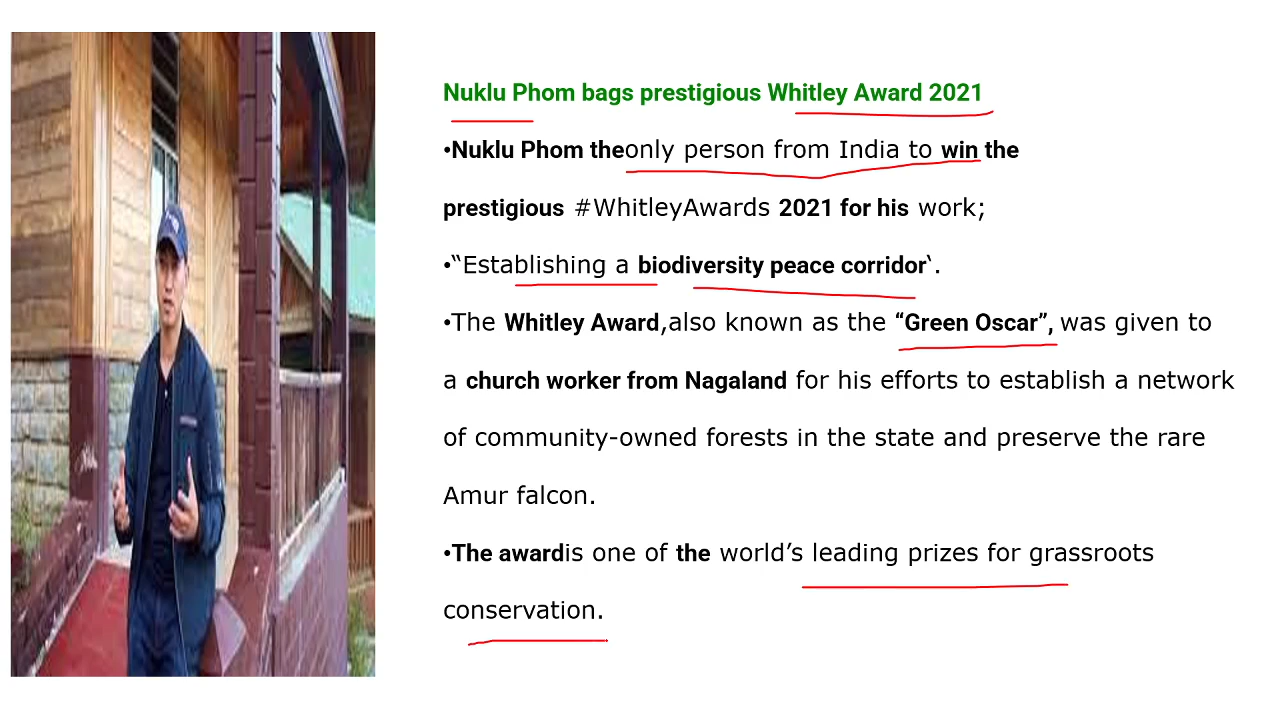 Nuklu Phom bags prestigious Whitley Award 2021
•Nuklu Phom theonly person from India to win the
prestigious #WhitleyAwards 2021 for his work;
•“Establishing a biodiversity peace corridor‘.
•The Whitley Award,also known as the “Green Oscar”, was given to
a church worker from Nagaland for his efforts to establish a network
of community-owned forests in the state and preserve the rare
Amur falcon.
•The awardis one of the world’s leading prizes for grassroots
conservation.